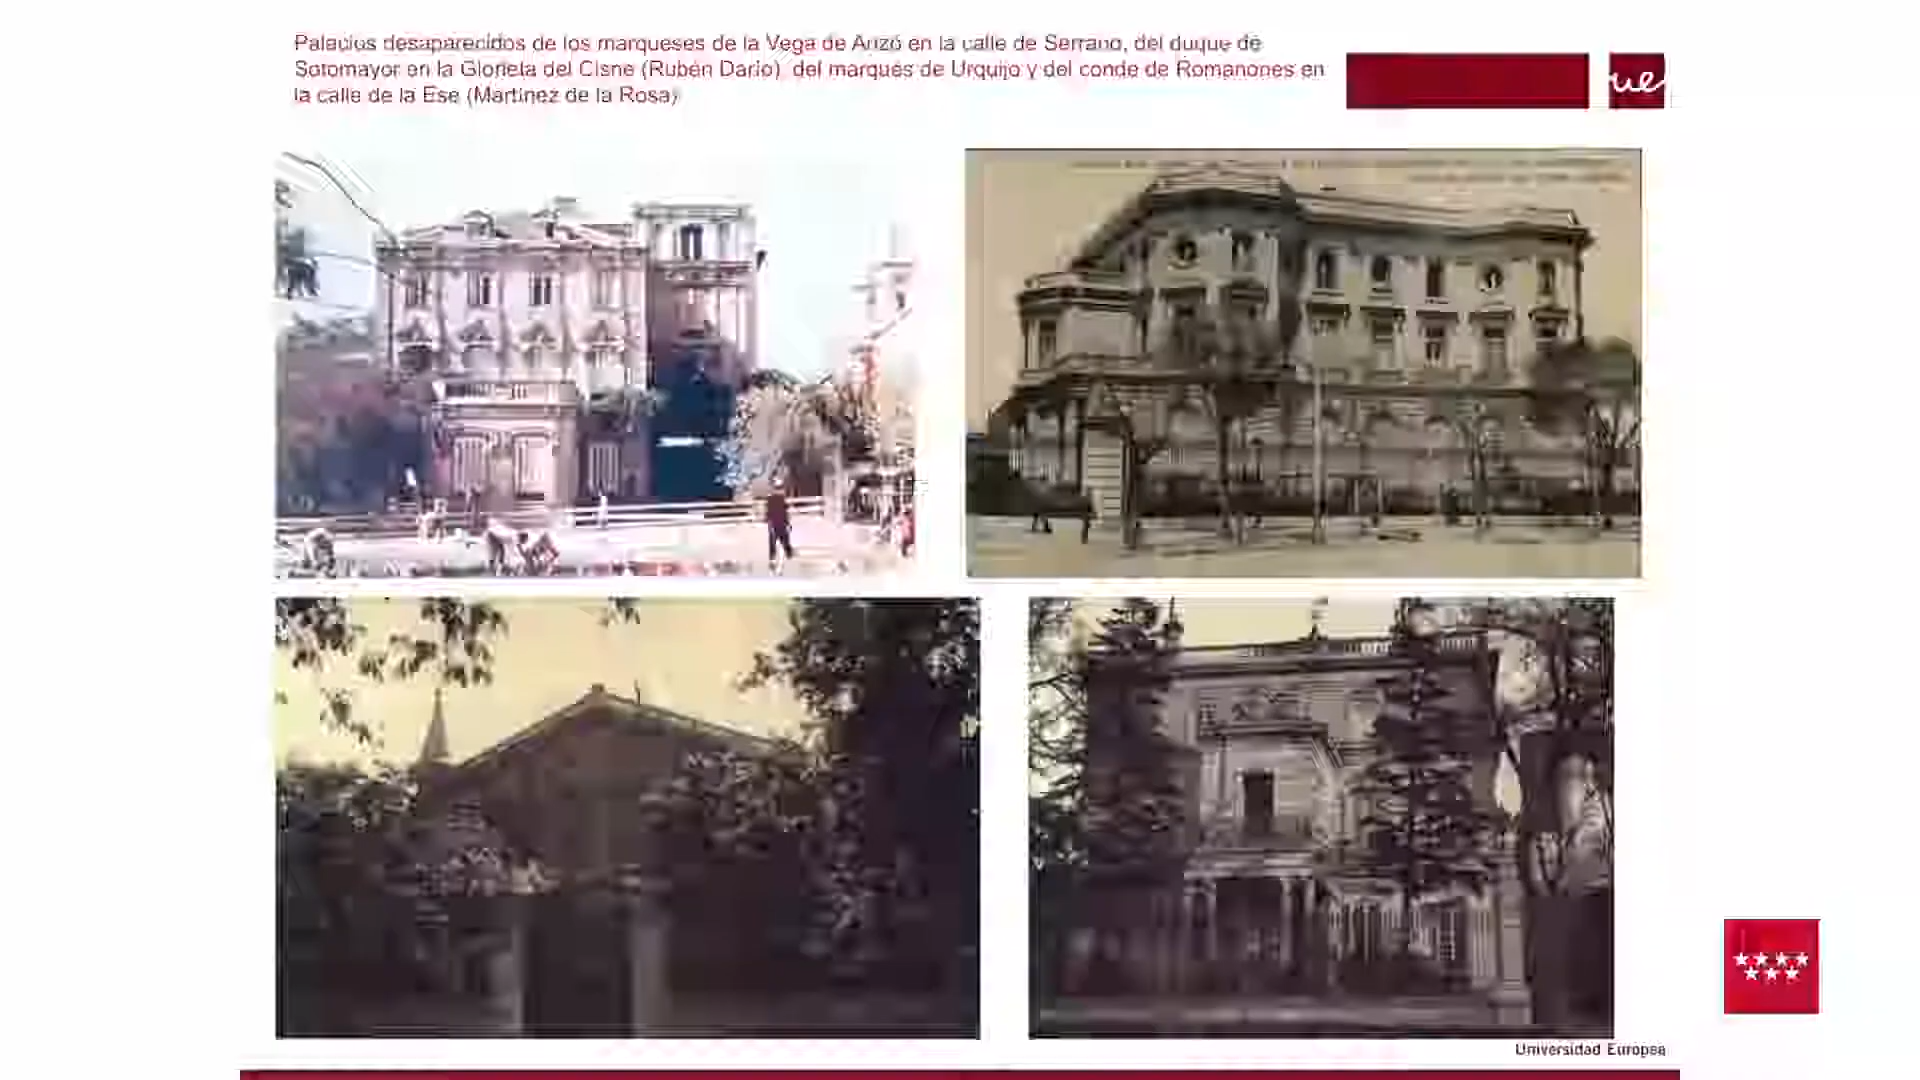 Palacios desaparecidos de los marqueses de la Vega de Anzó en la calle de Serrano, del duque de
Sotomayor en la Glorieta del Cisne (Rubén Darío), del marqués de Urquijo y del conde de Romanones en
la calle de la Ese (Martínez de la Rosa)
ue
Universidad Europea